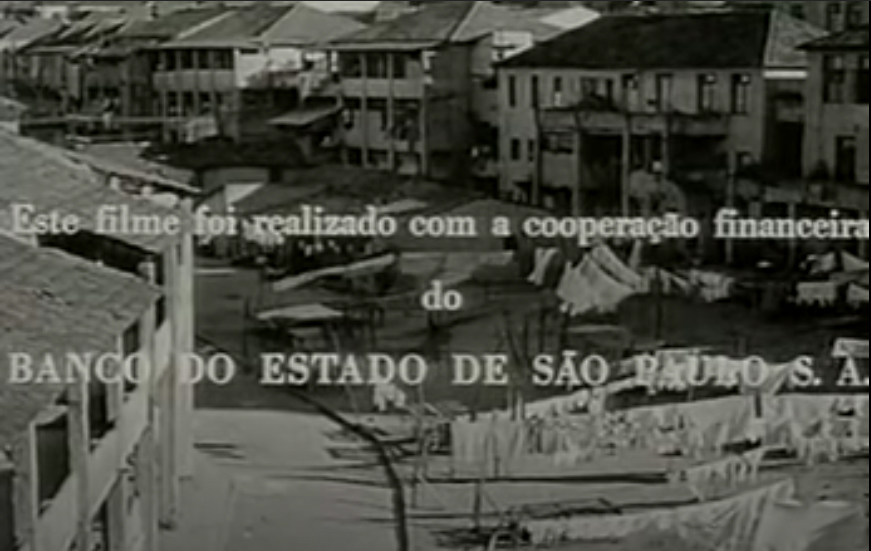 Este filme foi realizado com a cooperação financeira
do
BANCO DO ESTADO DE SÃO PAULO S. A.